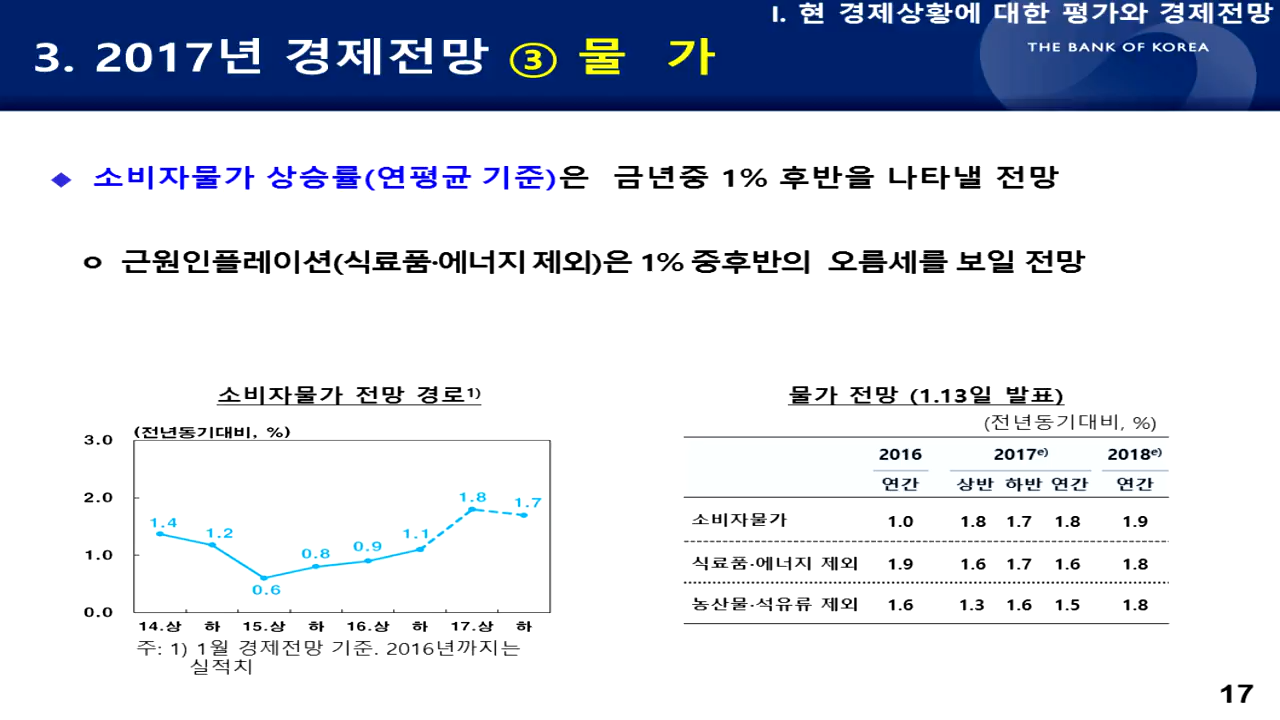 I. 현 경제상황에 대한 평가와 경제전망
THE BANK OF KOREA
3. 2017년 경제전망 ③ 물 가
◆ 소비자물가 상승률(연평균 기준)은 금년중 1% 후반을 나타낼 전망
o 근원인플레이션(식료품·에너지 제외)은 1% 중후반의 오름세를 보일 전망
소비자물가 전망 경로1)
(전년동기대비, %)
3.0
2.0
1.0
0.0
1.4
1.2
0.6
0.8
0.9
1.1
1.8
1.7
14.상 하 15.상 하 16.상 하 17.상 하
주: 1) 1월 경제전망 기준. 2016년까지는
실적치
물가 전망 (1.13일 발표)
(전년동기대비, %)
2016 2017e) 2018e)
연간 상반 하반 연간 연간
소비자물가 1.0 1.8 1.7 1.8 1.9
식료품·에너지 제외 1.9 1.6 1.7 1.6 1.8
농산물·석유류 제외 1.6 1.3 1.6 1.5 1.8
17